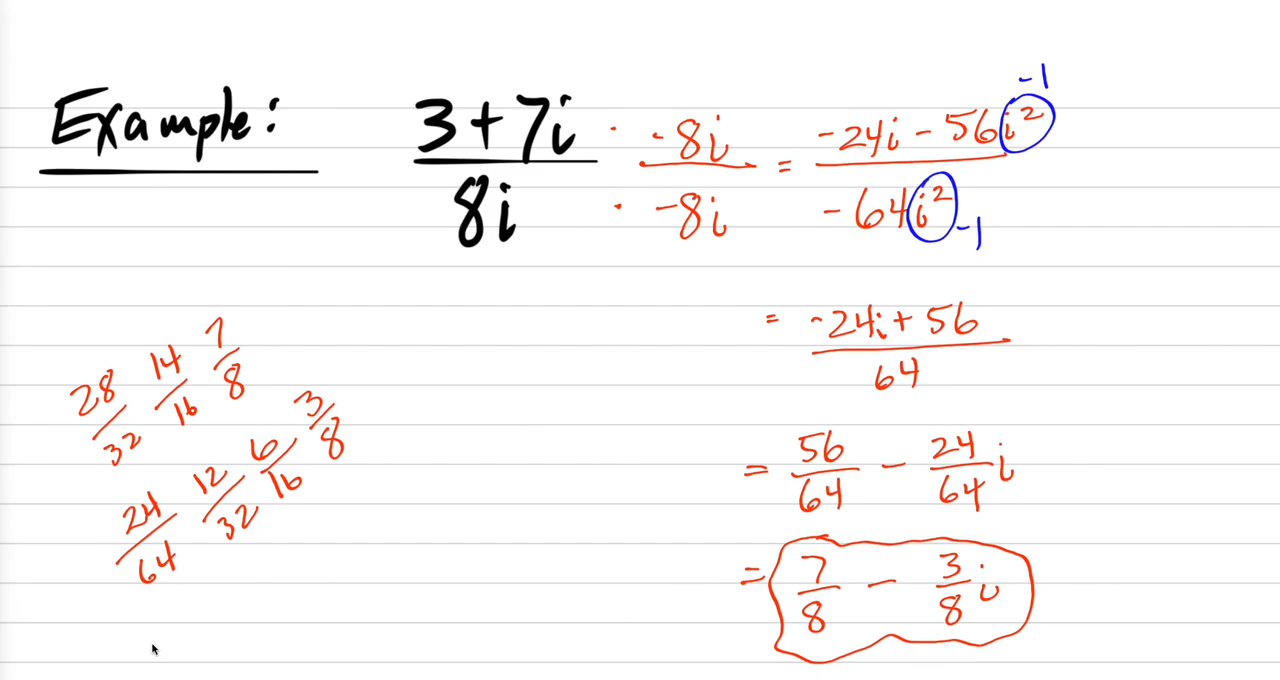 Example: (3 + 7i)/(8i) · (-8i)/(-8i) = (-24i - 56i²)/(-64i²)
-1
-1
= (-24i + 56)/64
= 56/64 - 24/64 i
= 7/8 - 3/8 i
28/32 14/16 7/8
24/64 12/32 6/16 3/8